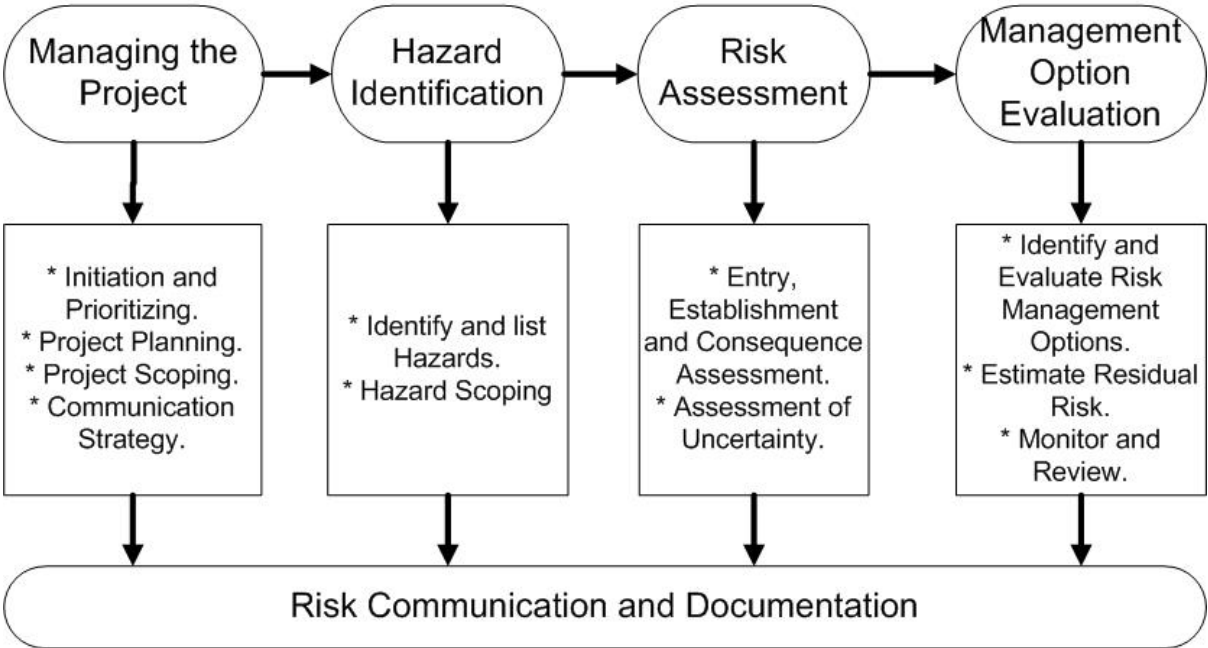 Managing the
Project
Hazard
Identification
Risk
Assessment
Management
Option
Evaluation
* Initiation and
Prioritizing.
* Project Planning.
* Project Scoping.
* Communication
Strategy.
* Identify and list
Hazards.
* Hazard Scoping
* Entry,
Establishment
and Consequence
Assessment.
* Assessment of
Uncertainty.
* Identify and
Evaluate Risk
Management
Options.
* Estimate Residual
Risk.
* Monitor and
Review.
Risk Communication and Documentation